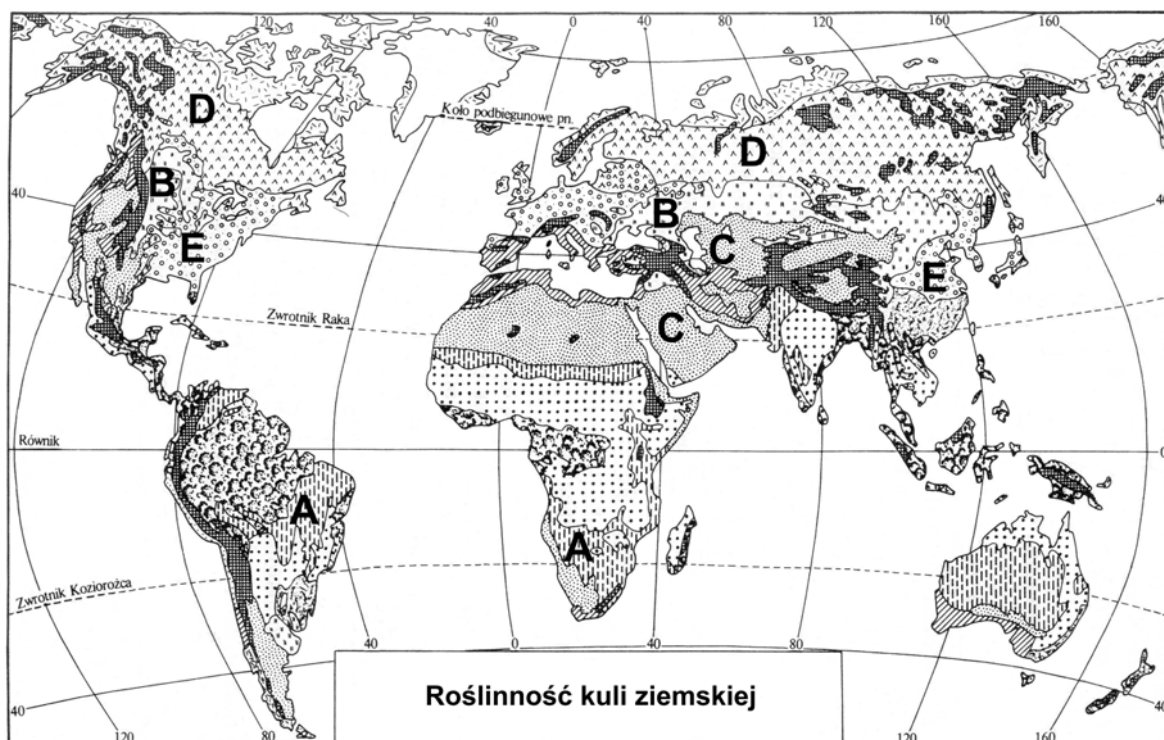 120 40 0 40 80 120 160 160
D
Koło podbiegunowe pn.
D
40
B
B
40
E
C
E
Zwrotnik Raka
C
Równik
0
A
A
Zwrotnik Koziorożca
40 0 40 80
Roślinność kuli ziemskiej
40
40
120 80 120 160